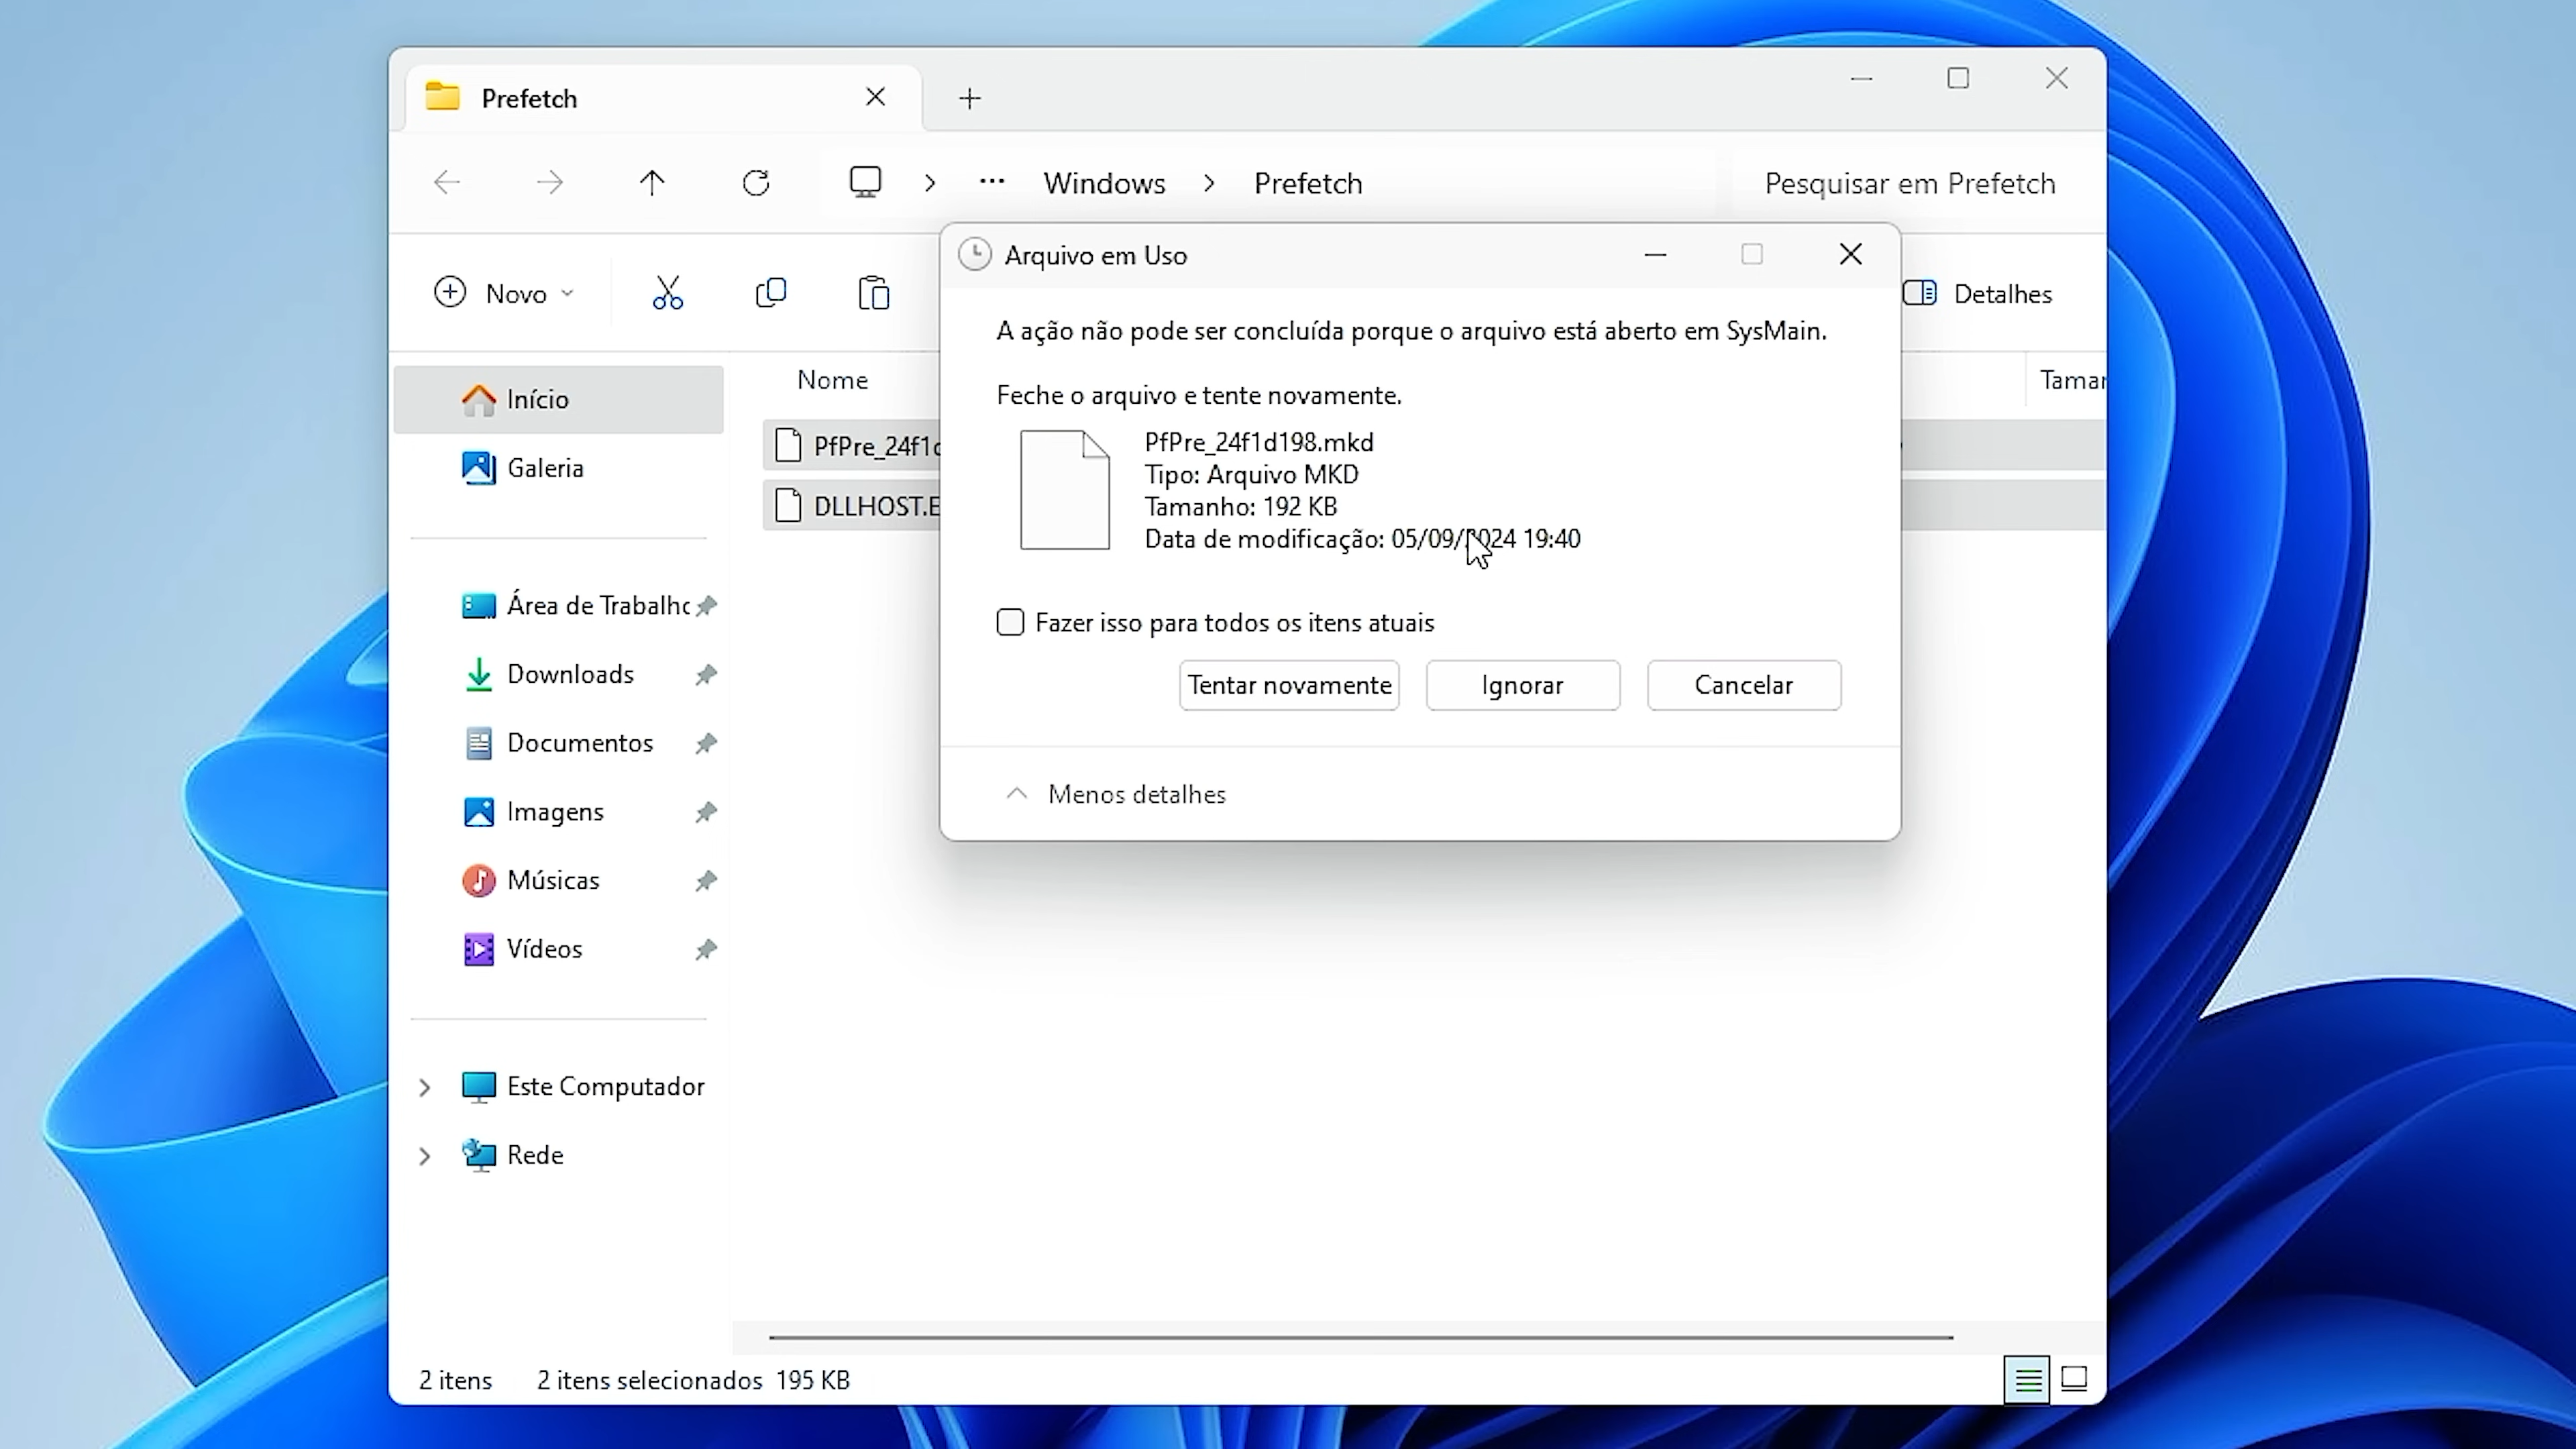 Prefetch
Windows
Prefetch
Pesquisar em Prefetch
Novo
Detalhes
Arquivo em Uso
A ação não pode ser concluída porque o arquivo está aberto em SysMain.
Feche o arquivo e tente novamente.
PfPre_24f1d198.mkd
Tipo: Arquivo MKD
Tamanho: 192 KB
Data de modificação: 05/09/2024 19:40
Fazer isso para todos os itens atuais
Tentar novamente
Ignorar
Cancelar
Menos detalhes
Nome
Tamar
PfPre_24f1d
DLLHOST.E
Início
Galeria
Área de Trabalho
Downloads
Documentos
Imagens
Músicas
Vídeos
Este Computador
Rede
2 itens
2 itens selecionados 195 KB